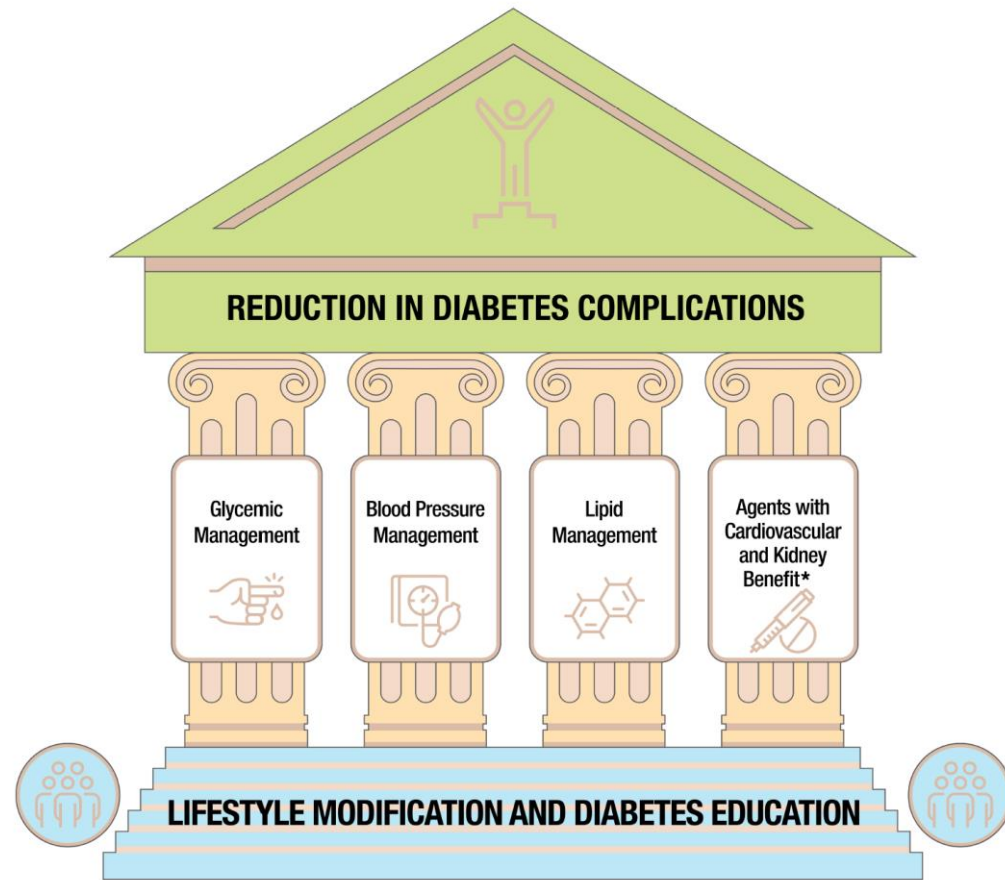 REDUCTION IN DIABETES COMPLICATIONS
Glycemic
Management
Blood Pressure
Management
Lipid
Management
Agents with
Cardiovascular
and Kidney
Benefit*
LIFESTYLE MODIFICATION AND DIABETES EDUCATION